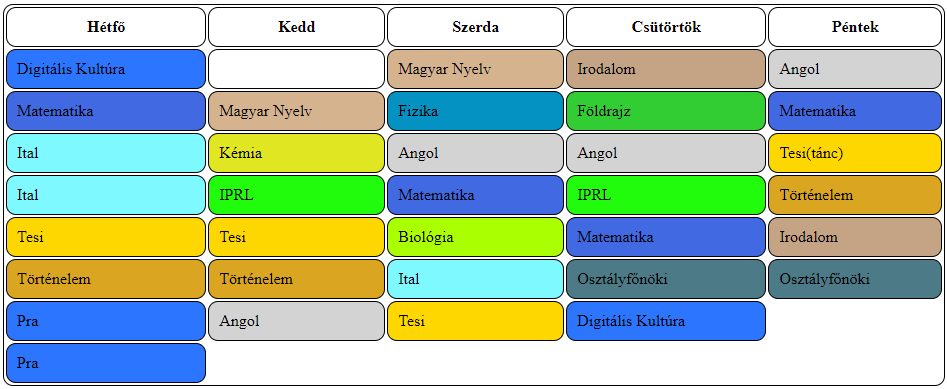 Hétfő Kedd Szerda Csütörtök Péntek
Digitális Kultúra Magyar Nyelv Irodalom Angol
Matematika Magyar Nyelv Fizika Földrajz Matematika
Ital Kémia Angol Angol Tesi(tánc)
Ital IPRL Matematika IPRL Történelem
Tesi Tesi Biológia Matematika Irodalom
Történelem Történelem Ital Osztályfőnöki Osztályfőnöki
Pra Angol Tesi Digitális Kultúra
Pra